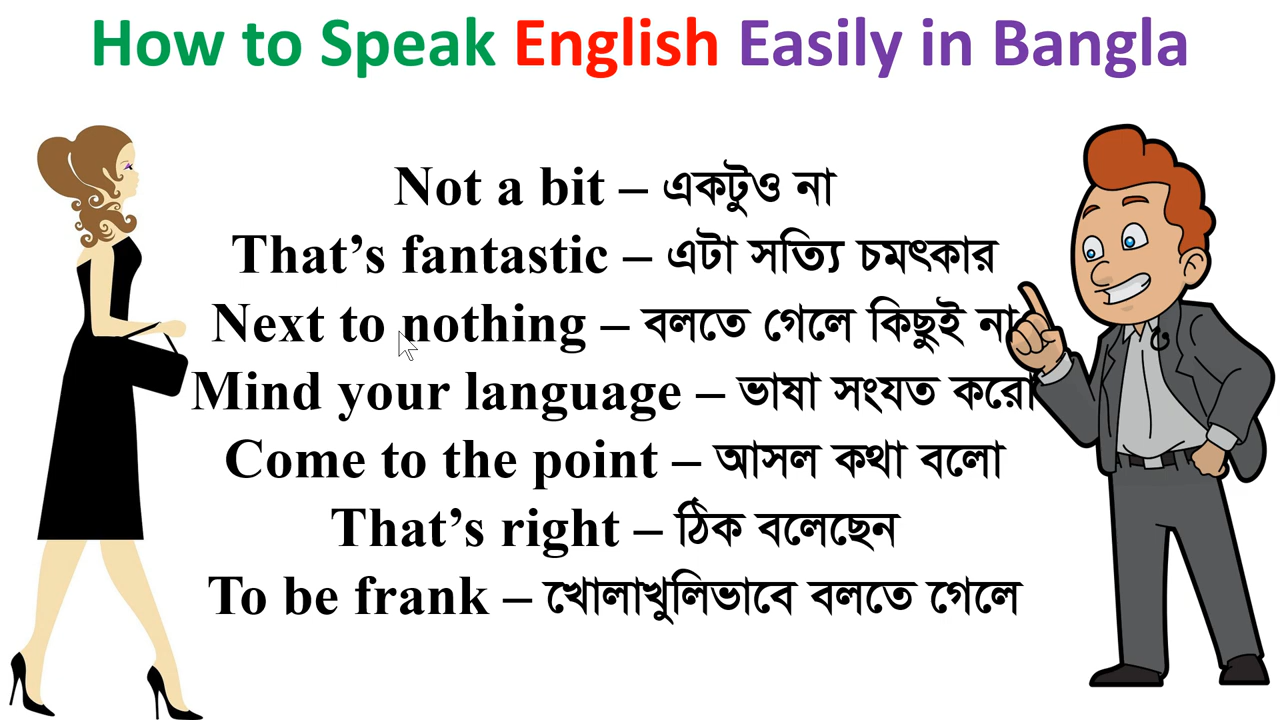 How to Speak English Easily in Bangla
Not a bit – একটুও না
That’s fantastic – এটা সত্যি চমৎকার
Next to nothing – বলতে গেলে কিছুই না
Mind your language – ভাষা সংযত করো
Come to the point – আসল কথা বলো
That’s right – ঠিক বলেছেন
To be frank – খোলাখুলিভাবে বলতে গেলে